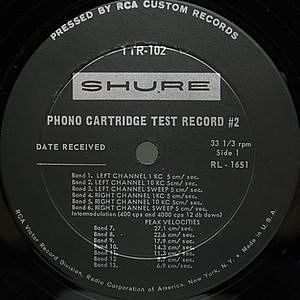 PRESSED BY RCA CUSTOM RECORDS
TTR-102
SHURE
PHONO CARTRIDGE TEST RECORD #2
DATE RECEIVED
33 1/3 rpm
Side 1
RL - 1651
Band 1. LEFT CHANNEL 1 KC 5 cm/ sec.
Band 2. LEFT CHANNEL 10 KC 5cm/ sec.
Band 3. LEFT CHANNEL SWEEP 5 cm/ sec.
Band 4. RIGHT CHANNEL 1KC 5 cm/ sec.
Band 5. RIGHT CHANNEL 10 KC 5 cm/ sec.
Band 6. RIGHT CHANNEL SWEEP 5 cm/ sec.
Intermodulation (400 cps and 4000 cps 12 db down)
PEAK VELOCITIES
Band 7. 27.1 cm/ sec.
Band 8. 22.6 cm/ sec.
Band 9. 17.9 cm/ sec.
Band 10. 14.3 cm/ sec.
Band 11. 11.3 cm/ sec.
Band 12. 8.7 cm/ sec.
Band 13. 6.9 cm/ sec.
RCA Victor Record Division, Radio Corporation of America, New York, N.Y. • Made in U.S.A.